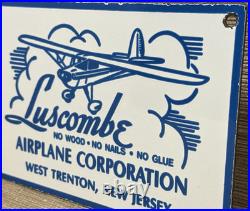 Luscombe
NO WOOD • NO NAILS • NO GLUE
AIRPLANE CORPORATION
WEST TRENTON, NEW JERSEY